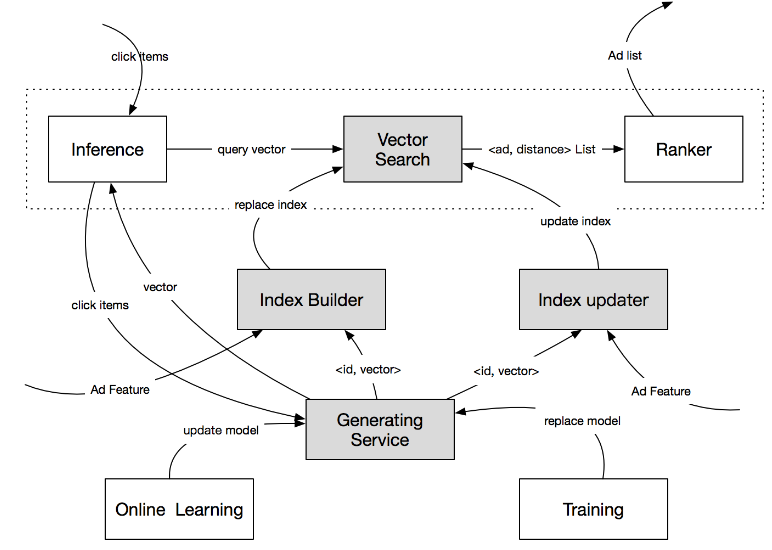 click items
Ad list
Inference
query vector
Vector
Search
<ad, distance> List
Ranker
replace index
update index
Index Builder
Index updater
vector
click items
Ad Feature
<id, vector>
<id, vector>
Ad Feature
Generating
Service
update model
replace model
Online Learning
Training